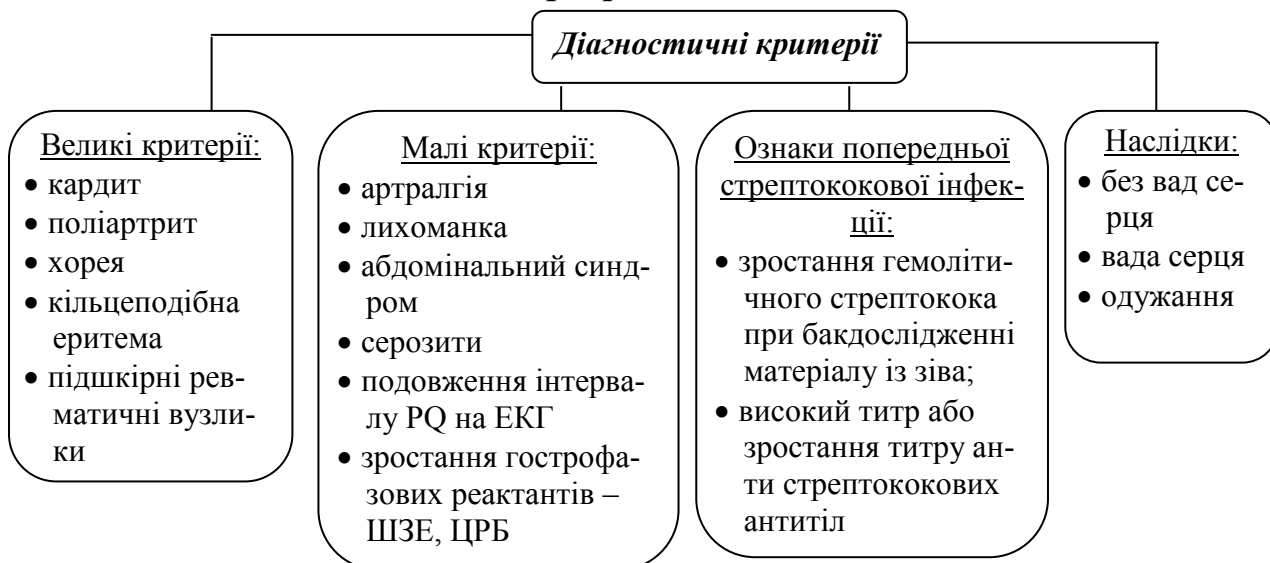 Діагностичні критерії
Великі критерії:
• кардит
• поліартрит
• хорея
• кільцеподібна
еритема
• підшкірні рев-
матичні вузли-
ки
Малі критерії:
• артралгія
• лихоманка
• абдомінальний синд-
ром
• серозити
• подовження інтерва-
лу PQ на ЕКГ
• зростання гострофа-
зових реактантів –
ШЗЕ, ЦРБ
Ознаки попередньої
стрептококової інфек-
ції:
• зростання гемоліти-
чного стрептокока
при бакдослідженні
матеріалу із зіва;
• високий титр або
зростання титру ан-
ти стрептококових
антитіл
Наслідки:
• без вад се-
рця
• вада серця
• одужання